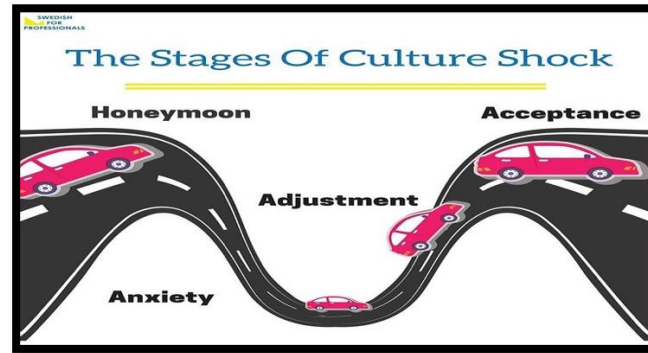 SWEDISH
FOR
PROFESSIONALS
The Stages Of Culture Shock
Honeymoon
Acceptance
Adjustment
Anxiety